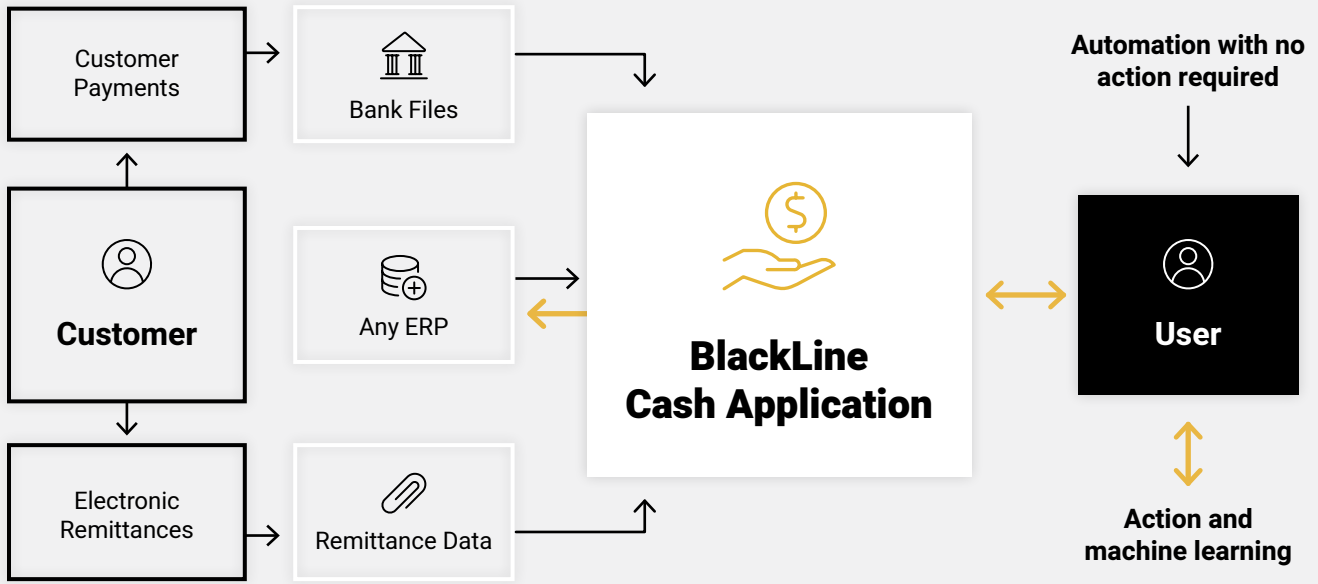 Customer
Payments
Bank Files
Automation with no
action required
Customer
Any ERP
BlackLine
Cash Application
User
Electronic
Remittances
Remittance Data
Action and
machine learning